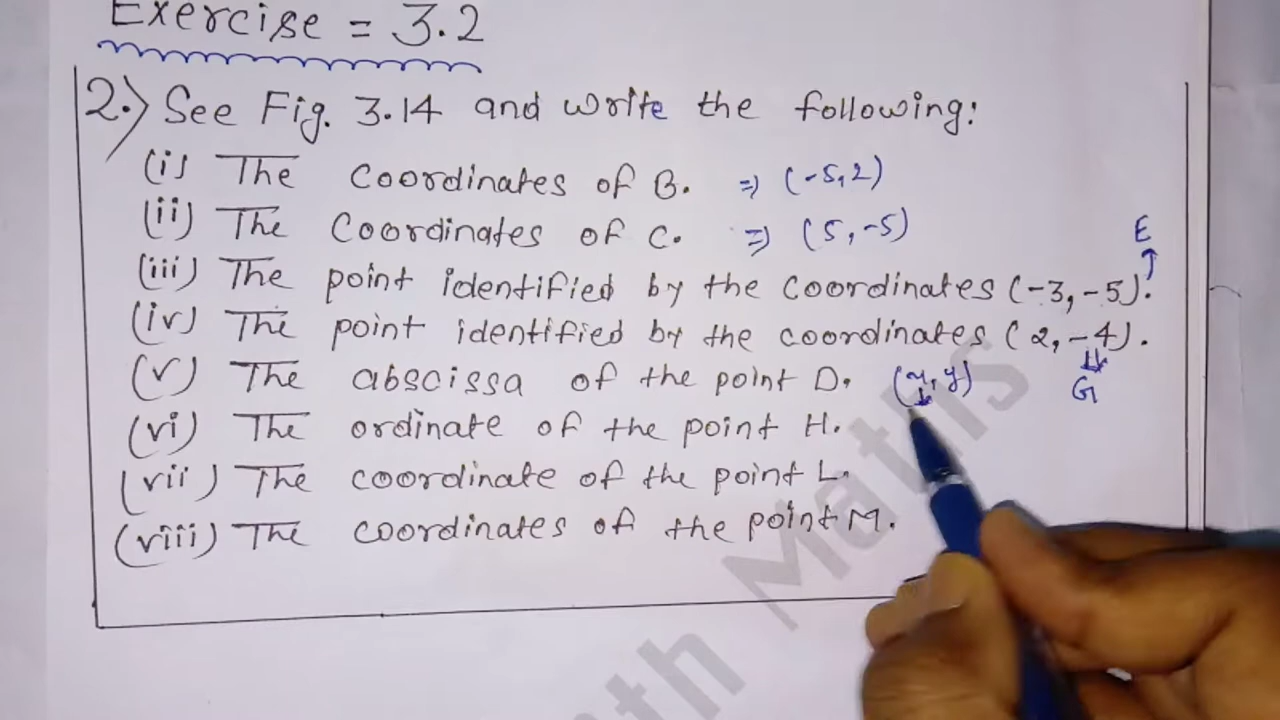 Exercise = 3.2
2.) See Fig. 3.14 and write the following:
(i) The Coordinates of B. => (-5,2)
(ii) The Coordinates of C. => (5,-5)
E
(iii) The point identified by the coordinates (-3,-5).
(iv) The point identified by the coordinates (2,-4).
G
(v) The abscissa of the point D. (x,y)
(vi) The ordinate of the point H.
(vii) The coordinate of the point L.
(viii) The coordinates of the point M.
Math Maths